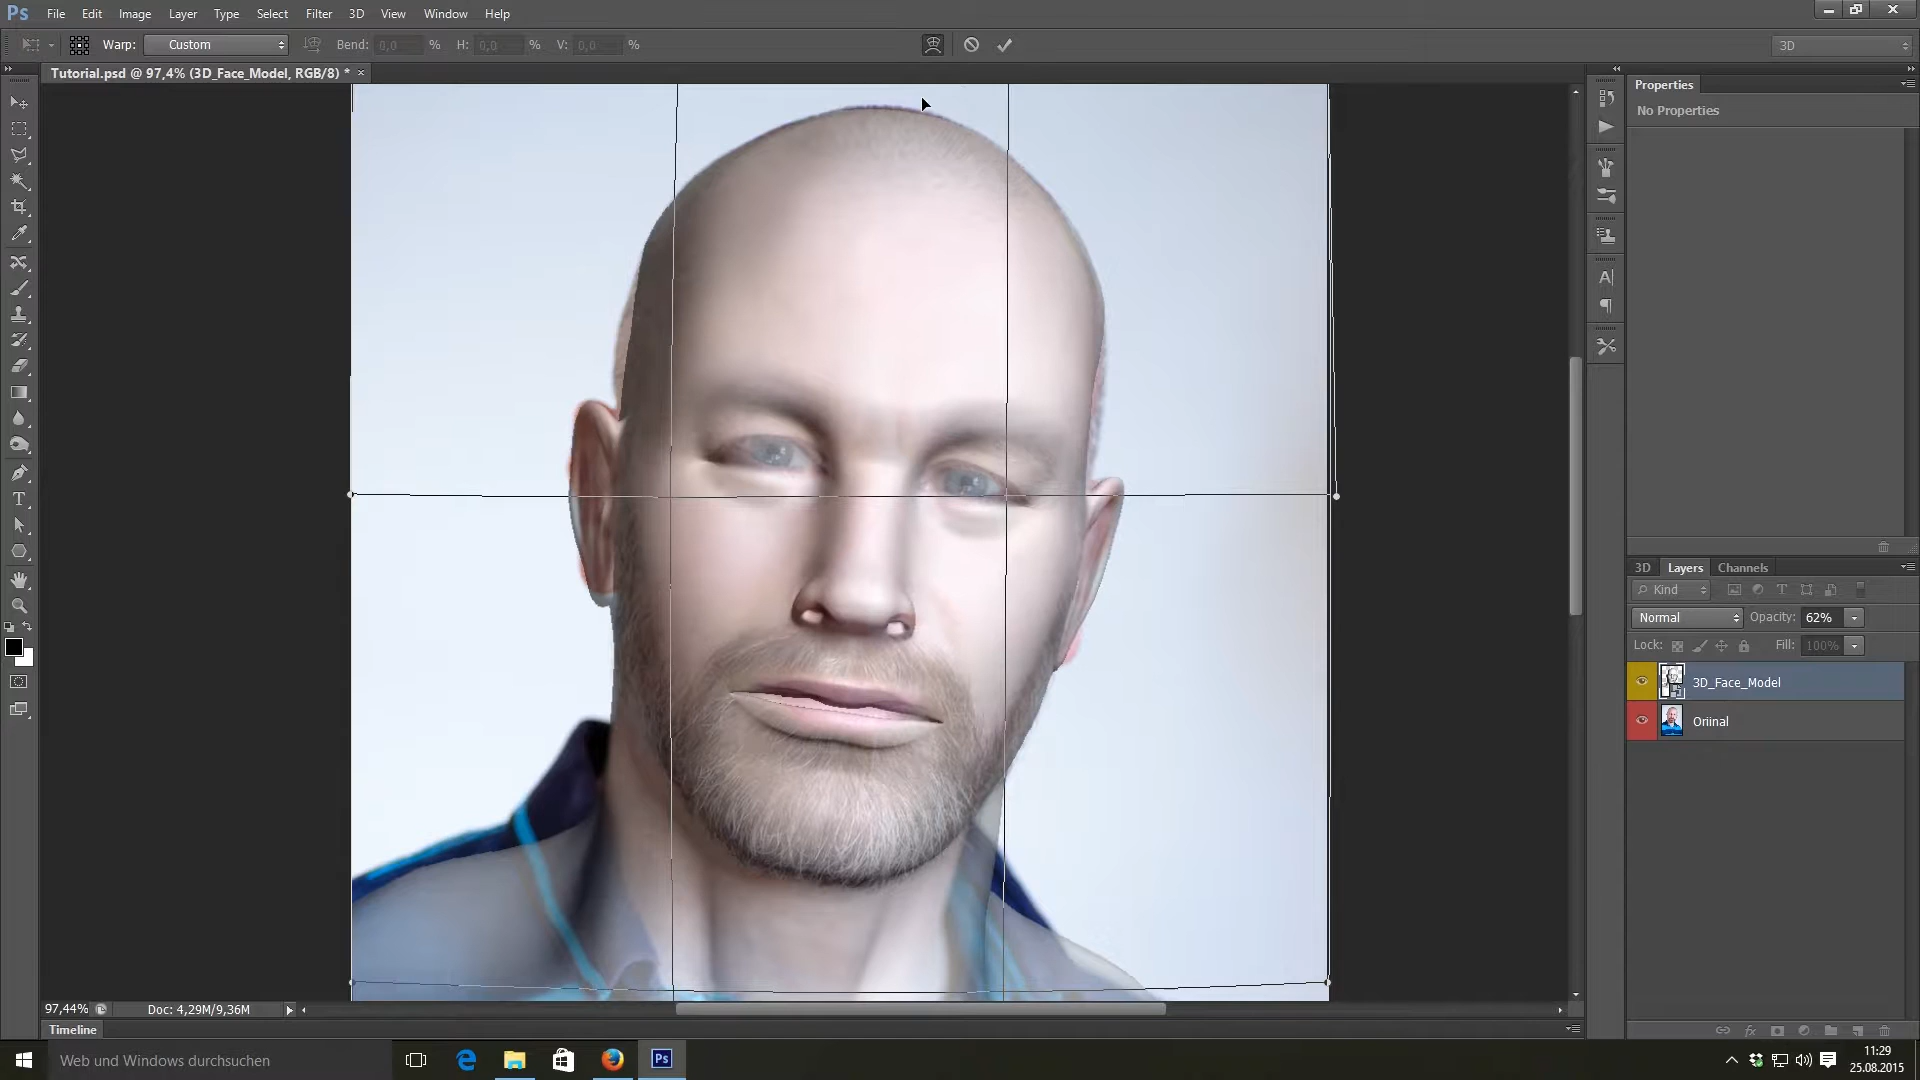 Ps File Edit Image Layer Type Select Filter 3D View Window Help
Warp: Custom Bend: 0,0 % H: 0,0 % V: 0,0 % 3D
Tutorial.psd @ 97,4% (3D_Face_Model, RGB/8) * ×
Properties
No Properties
3D Layers Channels
Kind
Normal Opacity: 62%
Lock: Fill: 100%
3D_Face_Model
Oriinal
97,44% Doc: 4,29M/9,36M
Timeline
Web und Windows durchsuchen
Ps
11:29
25.08.2015